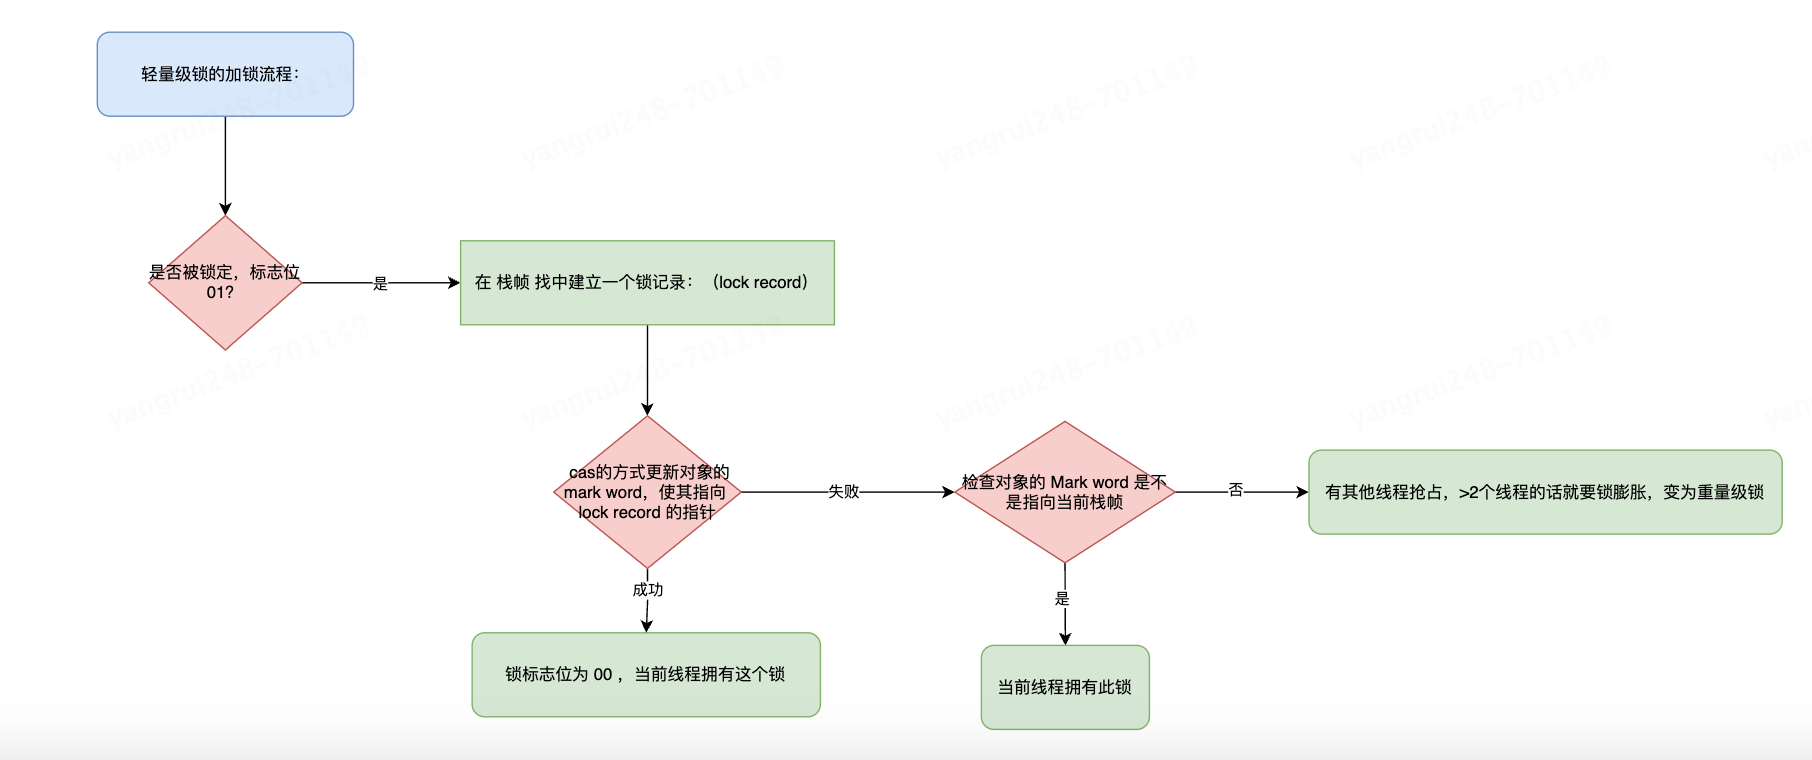 轻量级锁的加锁流程：
是否被锁定，标志位
01?
是
在 栈帧 找中建立一个锁记录：（lock record）
cas的方式更新对象的
mark word，使其指向
lock record 的指针
失败
检查对象的 Mark word 是不
是指向当前栈帧
否
有其他线程抢占，>2个线程的话就要锁膨胀，变为重量级锁
成功
是
锁标志位为 00 ，当前线程拥有这个锁
当前线程拥有此锁